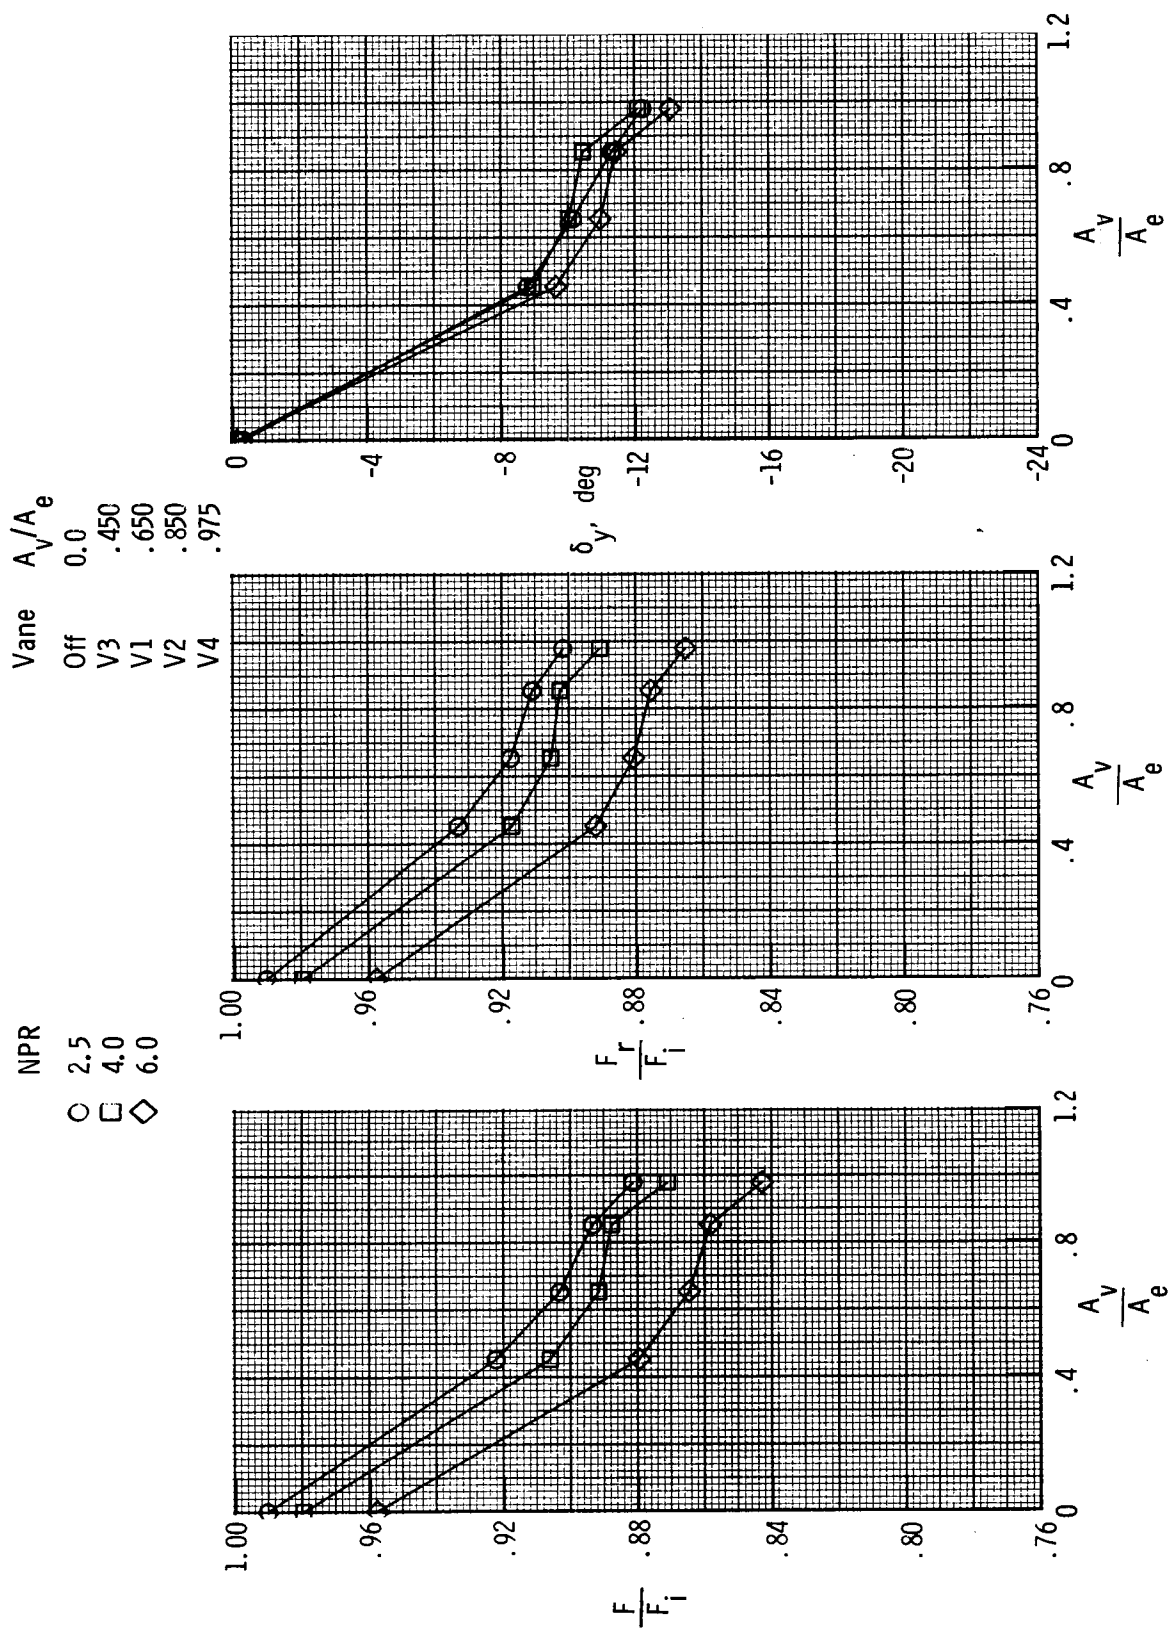 NPR
○ 2.5
□ 4.0
◇ 6.0
Vane A_v/A_e
Off 0.0
V3 .450
V1 .650
V2 .850
V4 .975
1.00
.96
.92
.88
.84
.80
.76
F/F_i
0 .4 .8 1.2
A_v/A_e
1.00
.96
.92
.88
.84
.80
.76
F_r/F_i
0 .4 .8 1.2
A_v/A_e
0
-4
-8
-12
-16
-20
-24
δ_y, deg
0 .4 .8 1.2
A_v/A_e